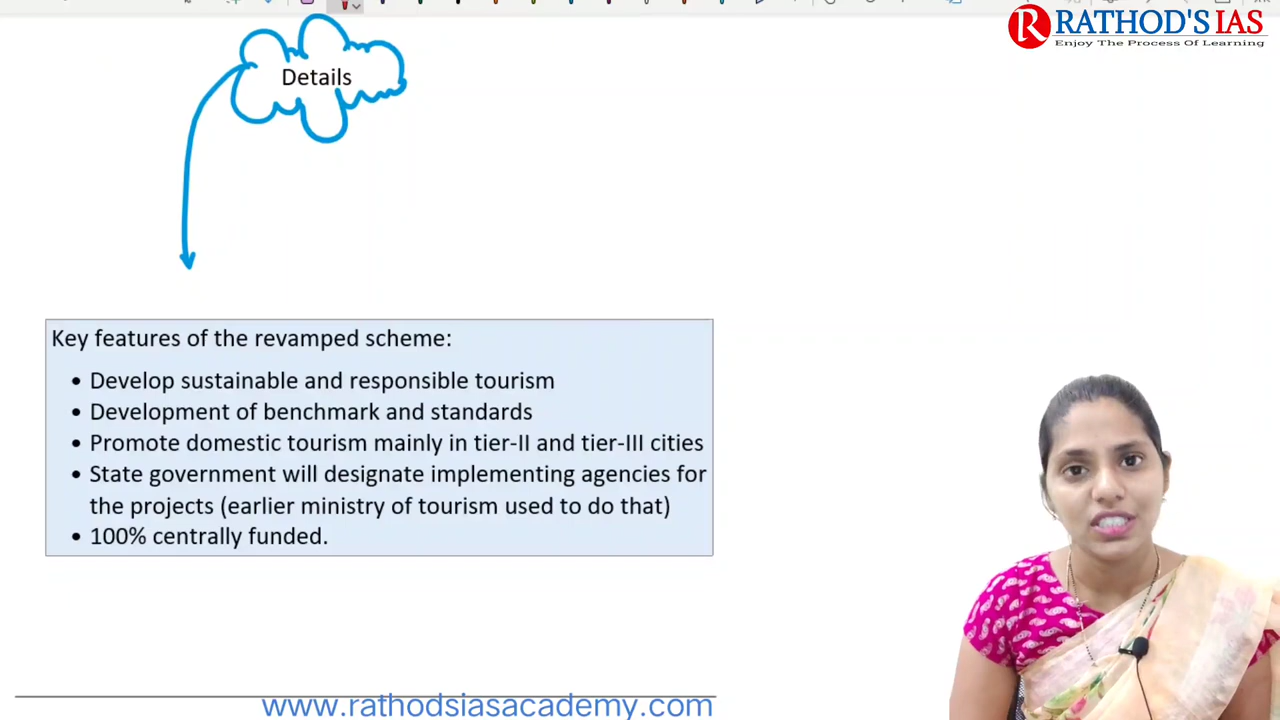 R RATHOD'S IAS
Enjoy The Process Of Learning
Details
Key features of the revamped scheme:
• Develop sustainable and responsible tourism
• Development of benchmark and standards
• Promote domestic tourism mainly in tier-II and tier-III cities
• State government will designate implementing agencies for
the projects (earlier ministry of tourism used to do that)
• 100% centrally funded.
www.rathodsiasacademy.com